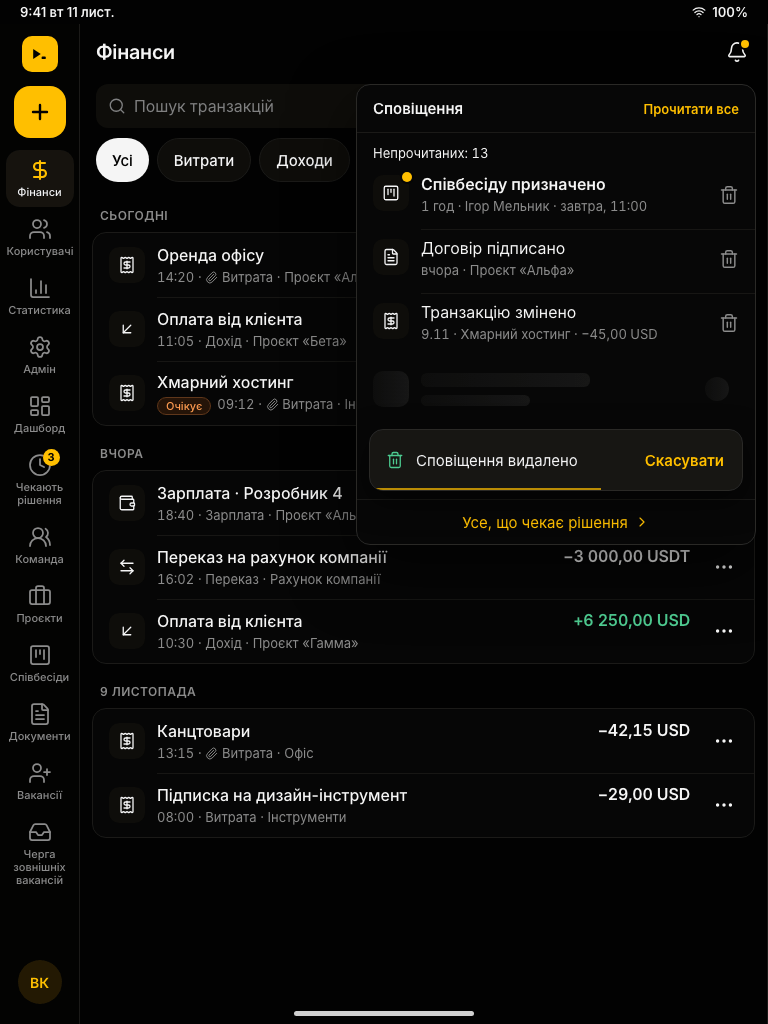 9:41 вт 11 лист.
100%
Фінанси
Пошук транзакцій
Усі
Витрати
Доходи
Сповіщення
Прочитати все
Непрочитаних: 13
Співбесіду призначено
1 год · Ігор Мельник · завтра, 11:00
Договір підписано
вчора · Проєкт «Альфа»
Транзакцію змінено
9.11 · Хмарний хостинг · −45,00 USD
Сповіщення видалено
Скасувати
Усе, що чекає рішення
Фінанси
Користувачі
Статистика
Адмін
Дашборд
3
Чекають
рішення
Команда
Проєкти
Співбесіди
Документи
Вакансії
Черга
зовнішніх
вакансій
ВК
СЬОГОДНІ
Оренда офісу
14:20 · Витрата · Проєкт «Ал
Оплата від клієнта
11:05 · Дохід · Проєкт «Бета»
Хмарний хостинг
Очікує 09:12 · Витрата · Ін
ВЧОРА
Зарплата · Розробник 4
18:40 · Зарплата · Проєкт «Аль
Переказ на рахунок компанії
−3 000,00 USDT
16:02 · Переказ · Рахунок компанії
Оплата від клієнта
+6 250,00 USD
10:30 · Дохід · Проєкт «Гамма»
9 ЛИСТОПАДА
Канцтовари
−42,15 USD
13:15 · Витрата · Офіс
Підписка на дизайн-інструмент
−29,00 USD
08:00 · Витрата · Інструменти